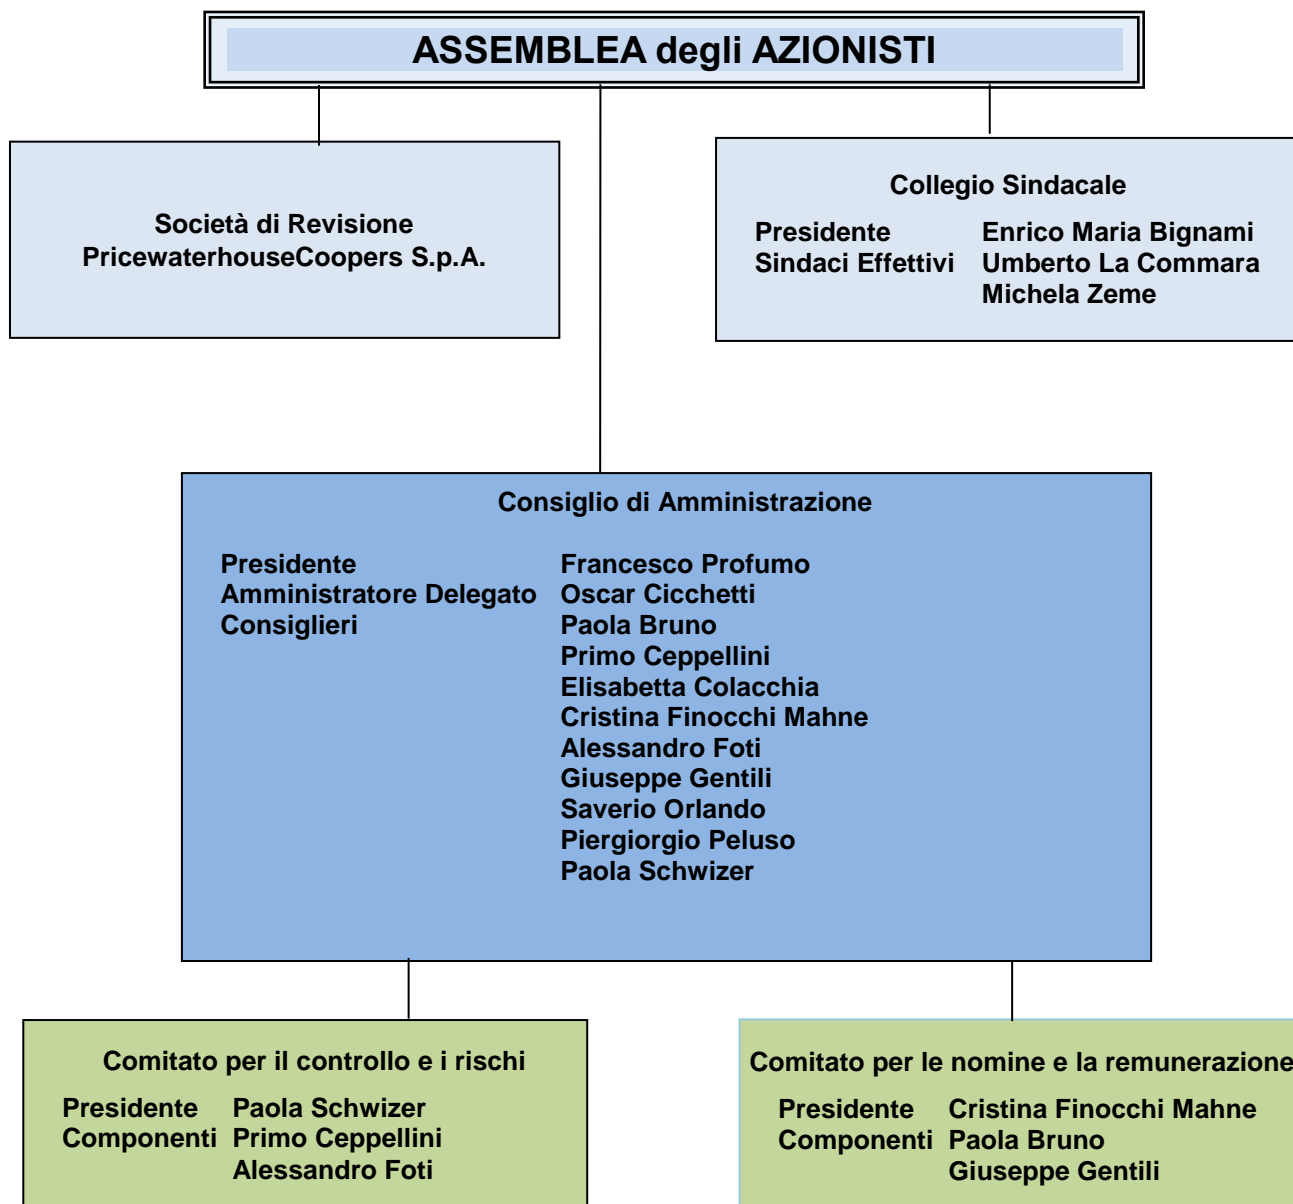 ASSEMBLEA degli AZIONISTI
Società di Revisione
PricewaterhouseCoopers S.p.A.
Collegio Sindacale
Presidente Enrico Maria Bignami
Sindaci Effettivi Umberto La Commara
Michela Zeme
Consiglio di Amministrazione
Presidente Francesco Profumo
Amministratore Delegato Oscar Cicchetti
Consiglieri Paola Bruno
Primo Ceppellini
Elisabetta Colacchia
Cristina Finocchi Mahne
Alessandro Foti
Giuseppe Gentili
Saverio Orlando
Piergiorgio Peluso
Paola Schwizer
Comitato per il controllo e i rischi
Presidente Paola Schwizer
Componenti Primo Ceppellini
Alessandro Foti
Comitato per le nomine e la remunerazione
Presidente Cristina Finocchi Mahne
Componenti Paola Bruno
Giuseppe Gentili